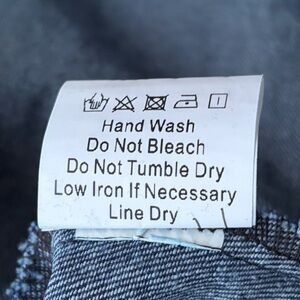 Hand Wash
Do Not Bleach
Do Not Tumble Dry
Low Iron If Necessary
Line Dry